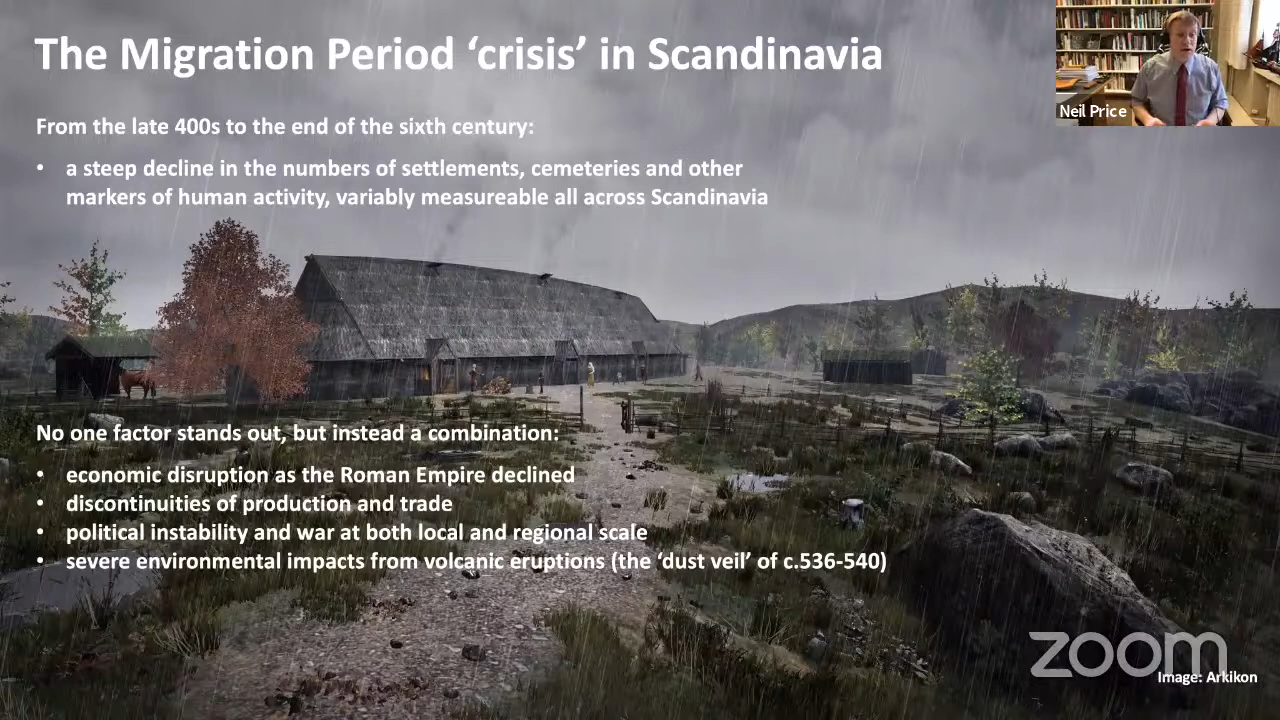 The Migration Period ‘crisis’ in Scandinavia
Neil Price
From the late 400s to the end of the sixth century:
• a steep decline in the numbers of settlements, cemeteries and other
markers of human activity, variably measureable all across Scandinavia
No one factor stands out, but instead a combination:
• economic disruption as the Roman Empire declined
• discontinuities of production and trade
• political instability and war at both local and regional scale
• severe environmental impacts from volcanic eruptions (the ‘dust veil’ of c.536-540)
zoom
Image: Arkikon